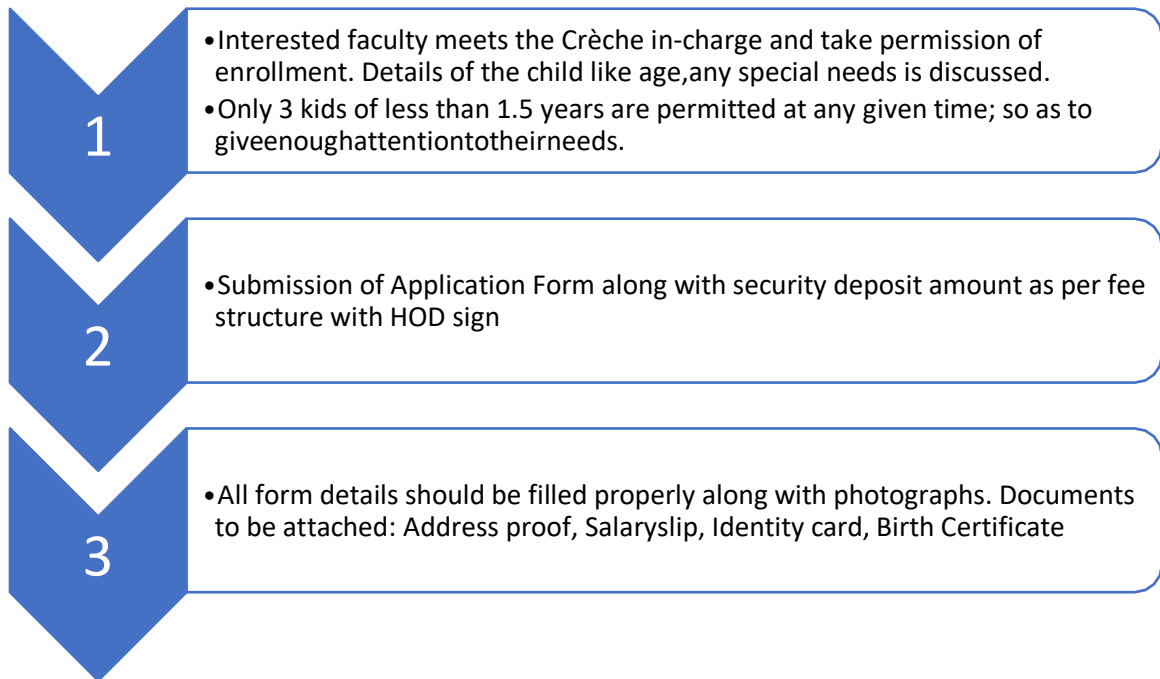 1
•Interested faculty meets the Crèche in-charge and take permission of
enrollment. Details of the child like age,any special needs is discussed.
•Only 3 kids of less than 1.5 years are permitted at any given time; so as to
giveenoughattentiontotheirneeds.
2
•Submission of Application Form along with security deposit amount as per fee
structure with HOD sign
3
•All form details should be filled properly along with photographs. Documents
to be attached: Address proof, Salaryslip, Identity card, Birth Certificate